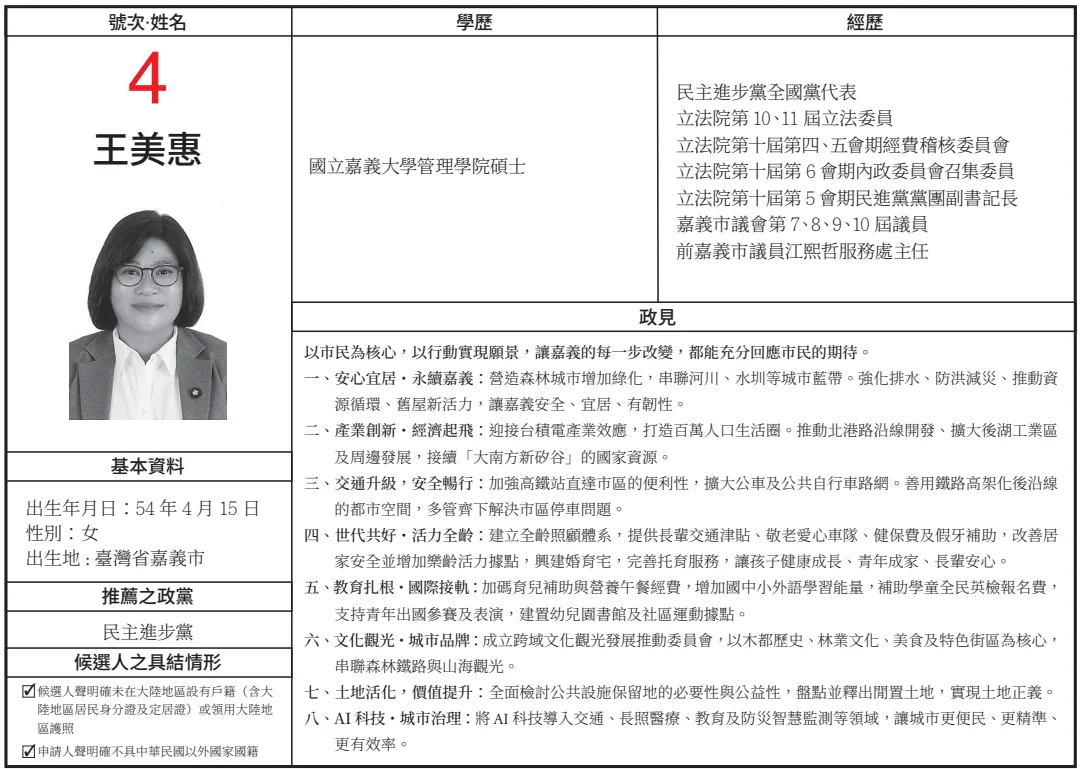 號次·姓名
4
王美惠
基本資料
出生年月日：54 年 4 月 15 日
性別：女
出生地：臺灣省嘉義市
推薦之政黨
民主進步黨
候選人之具結情形
☑候選人聲明確未在大陸地區設有戶籍（含大
陸地區居民身分證及定居證）或領用大陸地
區護照
☑申請人聲明確不具中華民國以外國家國籍
學歷
國立嘉義大學管理學院碩士
經歷
民主進步黨全國黨代表
立法院第 10、11 屆立法委員
立法院第十屆第四、五會期經費稽核委員會
立法院第十屆第 6 會期內政委員會召集委員
立法院第十屆第 5 會期民進黨黨團副書記長
嘉義市議會第 7、8、9、10 屆議員
前嘉義市議員江熙哲服務處主任
政見
以市民為核心，以行動實現願景，讓嘉義的每一步改變，都能充分回應市民的期待。
一、安心宜居・永續嘉義：營造森林城市增加綠化，串聯河川、水圳等城市藍帶。強化排水、防洪減災、推動資
源循環、舊屋新活力，讓嘉義安全、宜居、有韌性。
二、產業創新・經濟起飛：迎接台積電產業效應，打造百萬人口生活圈。推動北港路沿線開發、擴大後湖工業區
及周邊發展，接續「大南方新矽谷」的國家資源。
三、交通升級，安全暢行：加強高鐵站直達市區的便利性，擴大公車及公共自行車路網。善用鐵路高架化後沿線
的都市空間，多管齊下解決市區停車問題。
四、世代共好・活力全齡：建立全齡照顧體系，提供長輩交通津貼、敬老愛心車隊、健保費及假牙補助，改善居
家安全並增加樂齡活力據點，興建婚育宅，完善托育服務，讓孩子健康成長、青年成家、長輩安心。
五、教育扎根・國際接軌：加碼育兒補助與營養午餐經費，增加國中小外語學習能量，補助學童全民英檢報名費，
支持青年出國參賽及表演，建置幼兒園書館及社區運動據點。
六、文化觀光・城市品牌：成立跨域文化觀光發展推動委員會，以木都歷史、林業文化、美食及特色街區為核心，
串聯森林鐵路與山海觀光。
七、土地活化，價值提升：全面檢討公共設施保留地的必要性與公益性，盤點並釋出閒置土地，實現土地正義。
八、AI 科技・城市治理：將 AI 科技導入交通、長照醫療、教育及防災智慧監測等領域，讓城市更便民、更精準、
更有效率。